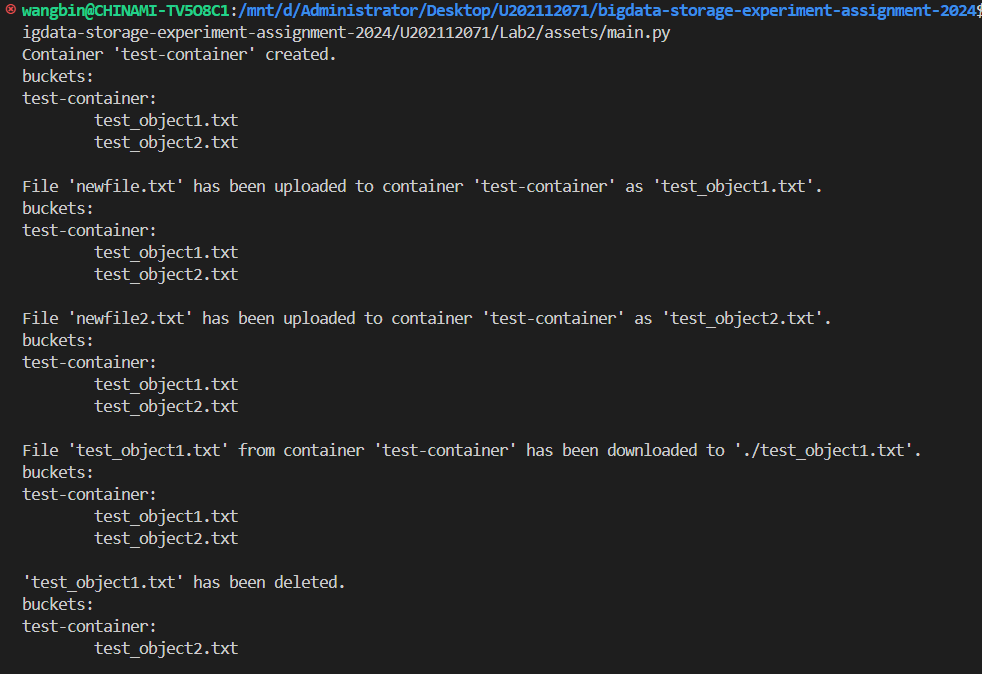 wangbin@CHINAMI-TV5O8C1:/mnt/d/Administrator/Desktop/U202112071/bigdata-storage-experiment-assignment-2024$
igdata-storage-experiment-assignment-2024/U202112071/Lab2/assets/main.py
Container 'test-container' created.
buckets:
test-container:
        test_object1.txt
        test_object2.txt

File 'newfile.txt' has been uploaded to container 'test-container' as 'test_object1.txt'.
buckets:
test-container:
        test_object1.txt
        test_object2.txt

File 'newfile2.txt' has been uploaded to container 'test-container' as 'test_object2.txt'.
buckets:
test-container:
        test_object1.txt
        test_object2.txt

File 'test_object1.txt' from container 'test-container' has been downloaded to './test_object1.txt'.
buckets:
test-container:
        test_object1.txt
        test_object2.txt

'test_object1.txt' has been deleted.
buckets:
test-container:
        test_object2.txt